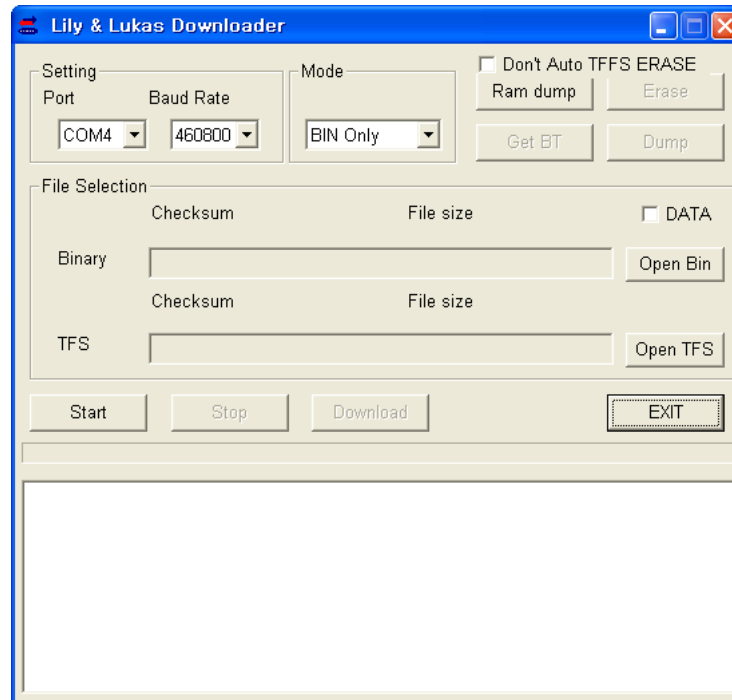 Lily & Lukas Downloader
Setting
Port
Baud Rate
COM4
460800
Mode
BIN Only
Don't Auto TFFS ERASE
Ram dump
Erase
Get BT
Dump
File Selection
Checksum
File size
DATA
Binary
Open Bin
Checksum
File size
TFS
Open TFS
Start
Stop
Download
EXIT